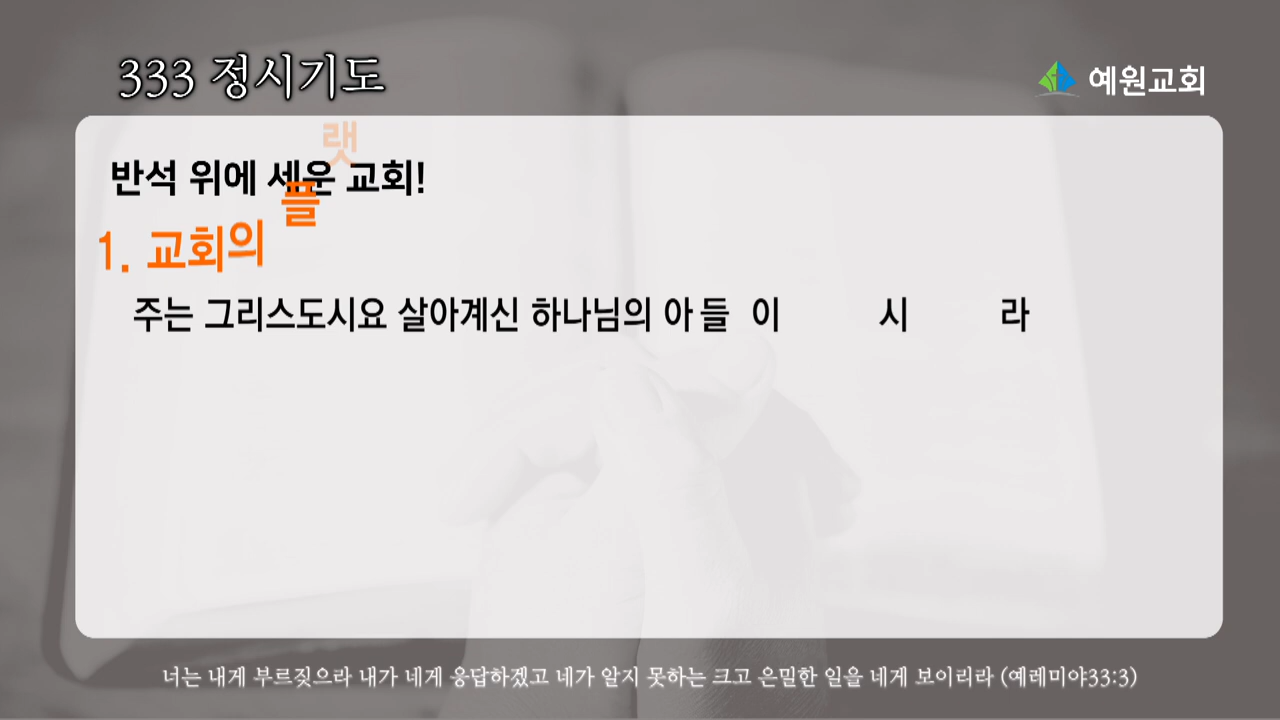 333 정시기도
예원교회
반석 위에 세운 교회!
1. 교회의 플랫
주는 그리스도시요 살아계신 하나님의 아들이시라
너는 내게 부르짖으라 내가 네게 응답하겠고 네가 알지 못하는 크고 은밀한 일을 네게 보이리라 (예레미야33:3)